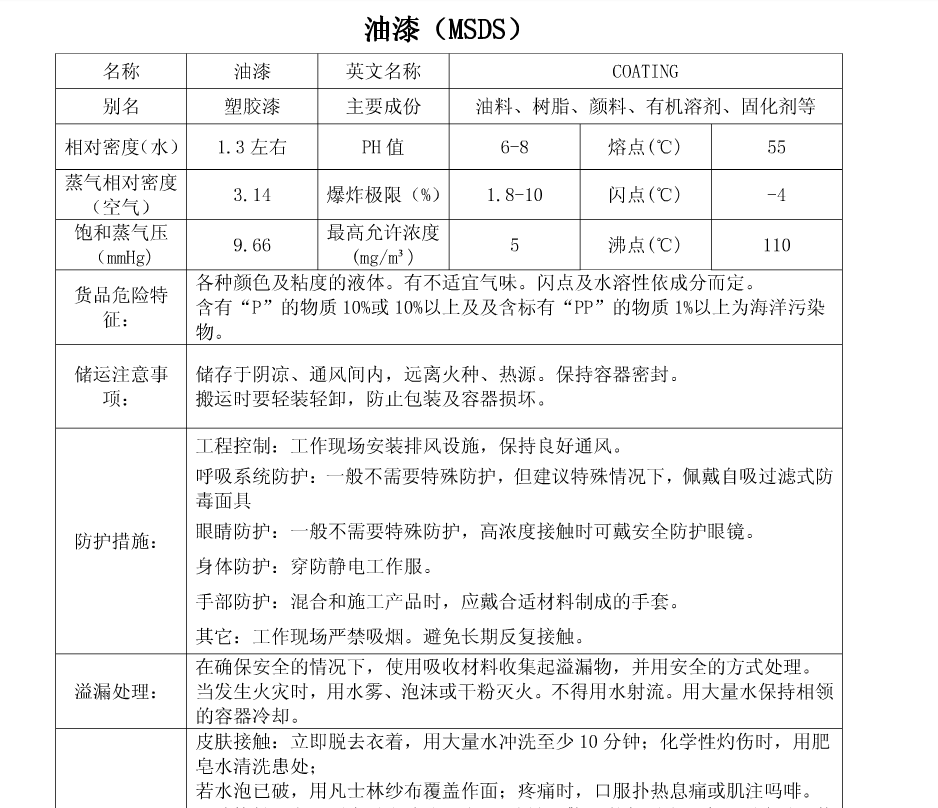 油漆（MSDS）
名称 油漆 英文名称 COATING
别名 塑胶漆 主要成份 油料、树脂、颜料、有机溶剂、固化剂等
相对密度(水) 1.3左右 PH值 6-8 熔点(℃) 55
蒸气相对密度
（空气） 3.14 爆炸极限（%） 1.8-10 闪点(℃) -4
饱和蒸气压
（mmHg） 9.66 最高允许浓度
(mg/m³) 5 沸点(℃) 110
货品危险特
征：
各种颜色及粘度的液体。有不适宜气味。闪点及水溶性依成分而定。
含有“P”的物质10%或10%以上及及含标有“PP”的物质1%以上为海洋污染
物。
储运注意事
项：
储存于阴凉、通风间内，远离火种、热源。保持容器密封。
搬运时要轻装轻卸，防止包装及容器损坏。
防护措施：
工程控制：工作现场安装排风设施，保持良好通风。
呼吸系统防护：一般不需要特殊防护，但建议特殊情况下，佩戴自吸过滤式防
毒面具
眼睛防护：一般不需要特殊防护，高浓度接触时可戴安全防护眼镜。
身体防护：穿防静电工作服。
手部防护：混合和施工产品时，应戴合适材料制成的手套。
其它：工作现场严禁吸烟。避免长期反复接触。
溢漏处理：
在确保安全的情况下，使用吸收材料收集起溢漏物，并用安全的方式处理。
当发生火灾时，用水雾、泡沫或干粉灭火。不得用水射流。用大量水保持相领
的容器冷却。
皮肤接触：立即脱去衣着，用大量水冲洗至少10分钟；化学性灼伤时，用肥
皂水清洗患处；
若水泡已破，用凡士林纱布覆盖作面；疼痛时，口服扑热息痛或肌注吗啡。